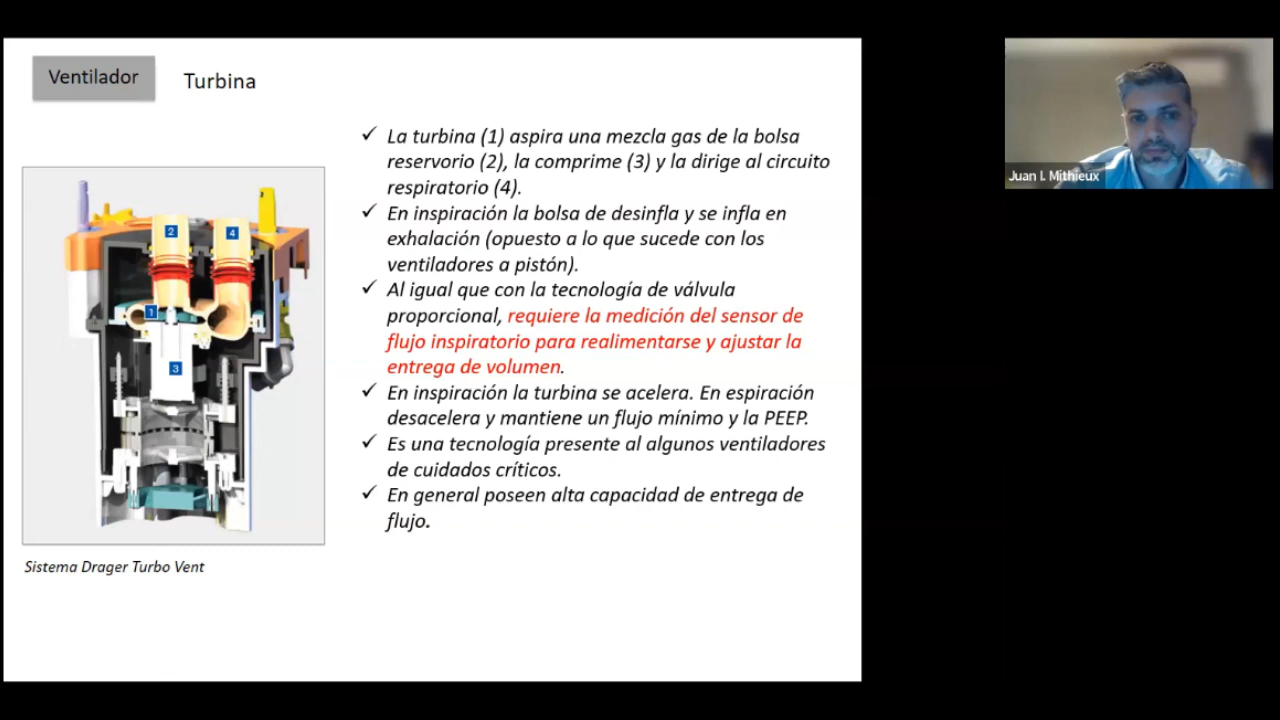 Ventilador
Turbina
La turbina (1) aspira una mezcla gas de la bolsa
reservorio (2), la comprime (3) y la dirige al circuito
respiratorio (4).
En inspiración la bolsa de desinfla y se infla en
exhalación (opuesto a lo que sucede con los
ventiladores a pistón).
Al igual que con la tecnología de válvula
proporcional, requiere la medición del sensor de
flujo inspiratorio para realimentarse y ajustar la
entrega de volumen.
En inspiración la turbina se acelera. En espiración
desacelera y mantiene un flujo mínimo y la PEEP.
Es una tecnología presente al algunos ventiladores
de cuidados críticos.
En general poseen alta capacidad de entrega de
flujo.
2
4
1
3
Sistema Drager Turbo Vent
Juan I. Mithieux